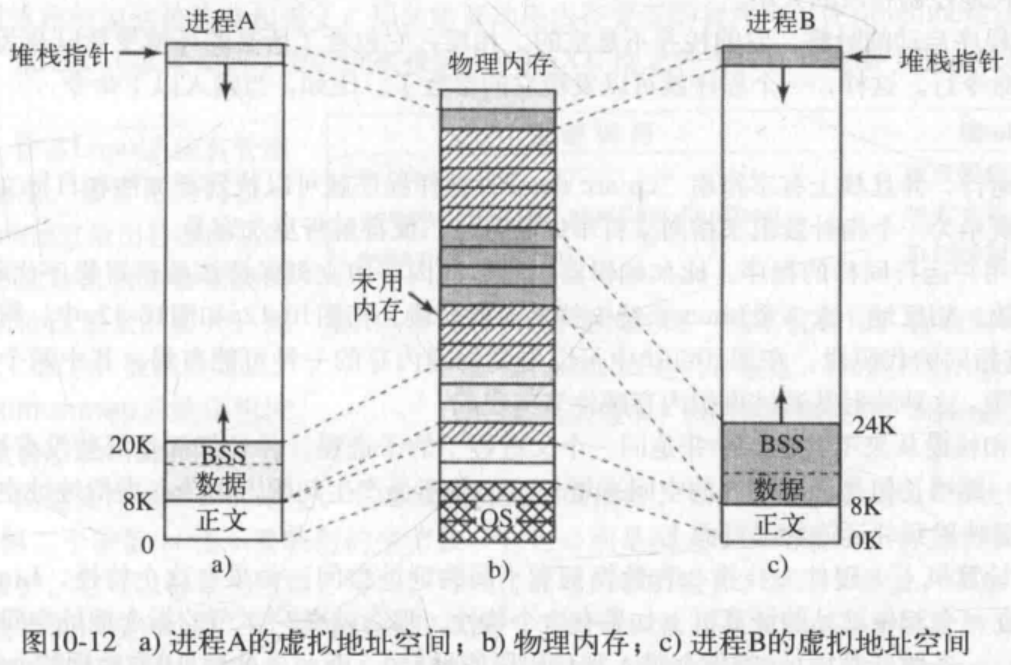 进程A
进程B
堆栈指针
物理内存
堆栈指针
未用
内存
24K
20K
BSS
BSS
数据
数据
8K
8K
正文
正文
OS
0
0K
a)
b)
c)
图10-12 a) 进程A的虚拟地址空间；b) 物理内存；c) 进程B的虚拟地址空间